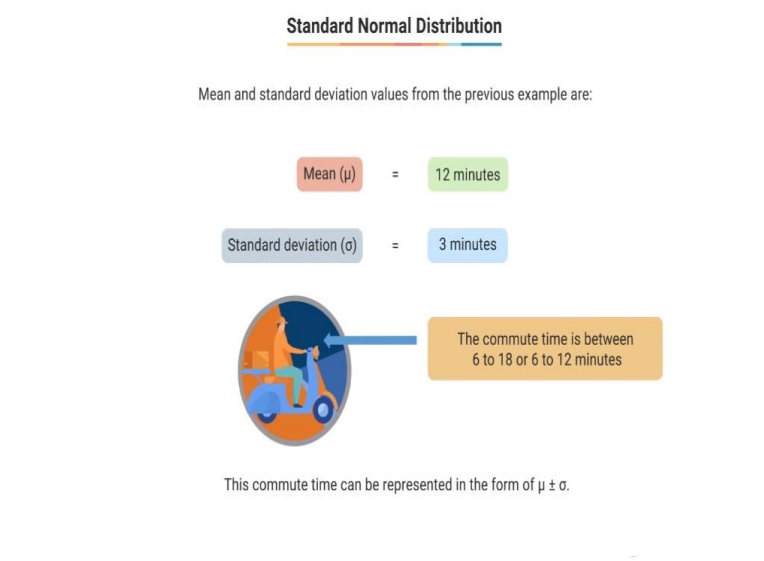 Standard Normal Distribution
Mean and standard deviation values from the previous example are:
Mean (μ) = 12 minutes
Standard deviation (σ) = 3 minutes
The commute time is between
6 to 18 or 6 to 12 minutes
This commute time can be represented in the form of μ ± σ.